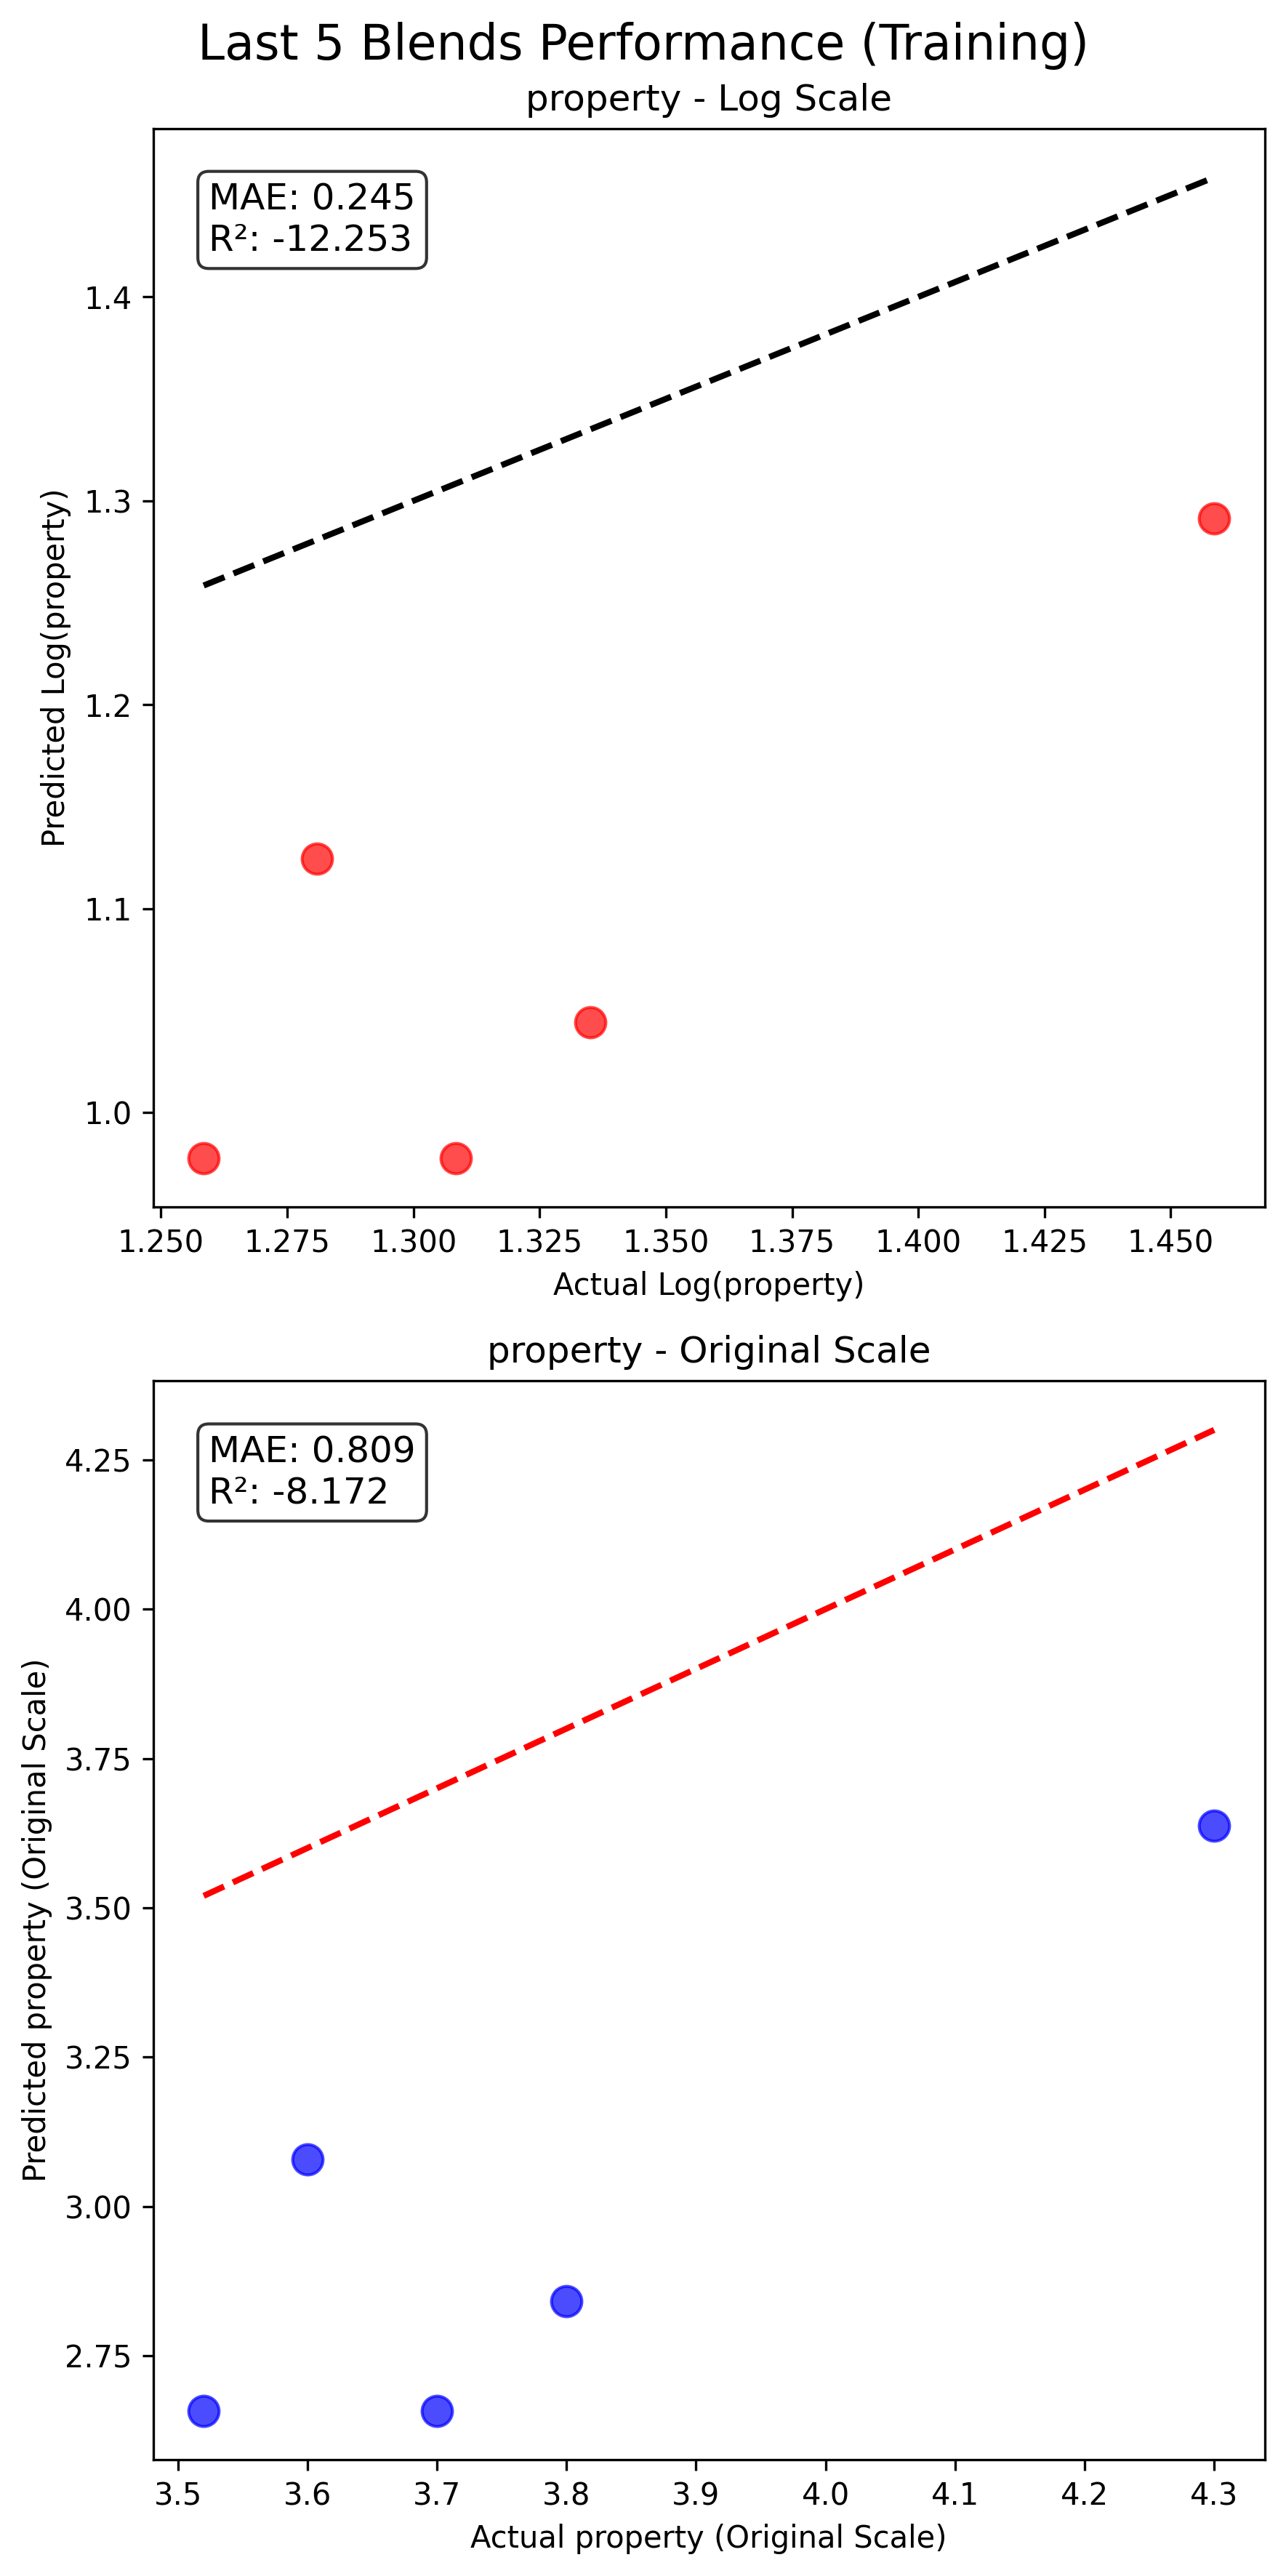 Last 5 Blends Performance (Training)
property - Log Scale
MAE: 0.245
R²: -12.253
1.4
1.3
1.2
1.1
1.0
Predicted Log(property)
1.250 1.275 1.300 1.325 1.350 1.375 1.400 1.425 1.450
Actual Log(property)
property - Original Scale
MAE: 0.809
R²: -8.172
4.25
4.00
3.75
3.50
3.25
3.00
2.75
Predicted property (Original Scale)
3.5 3.6 3.7 3.8 3.9 4.0 4.1 4.2 4.3
Actual property (Original Scale)